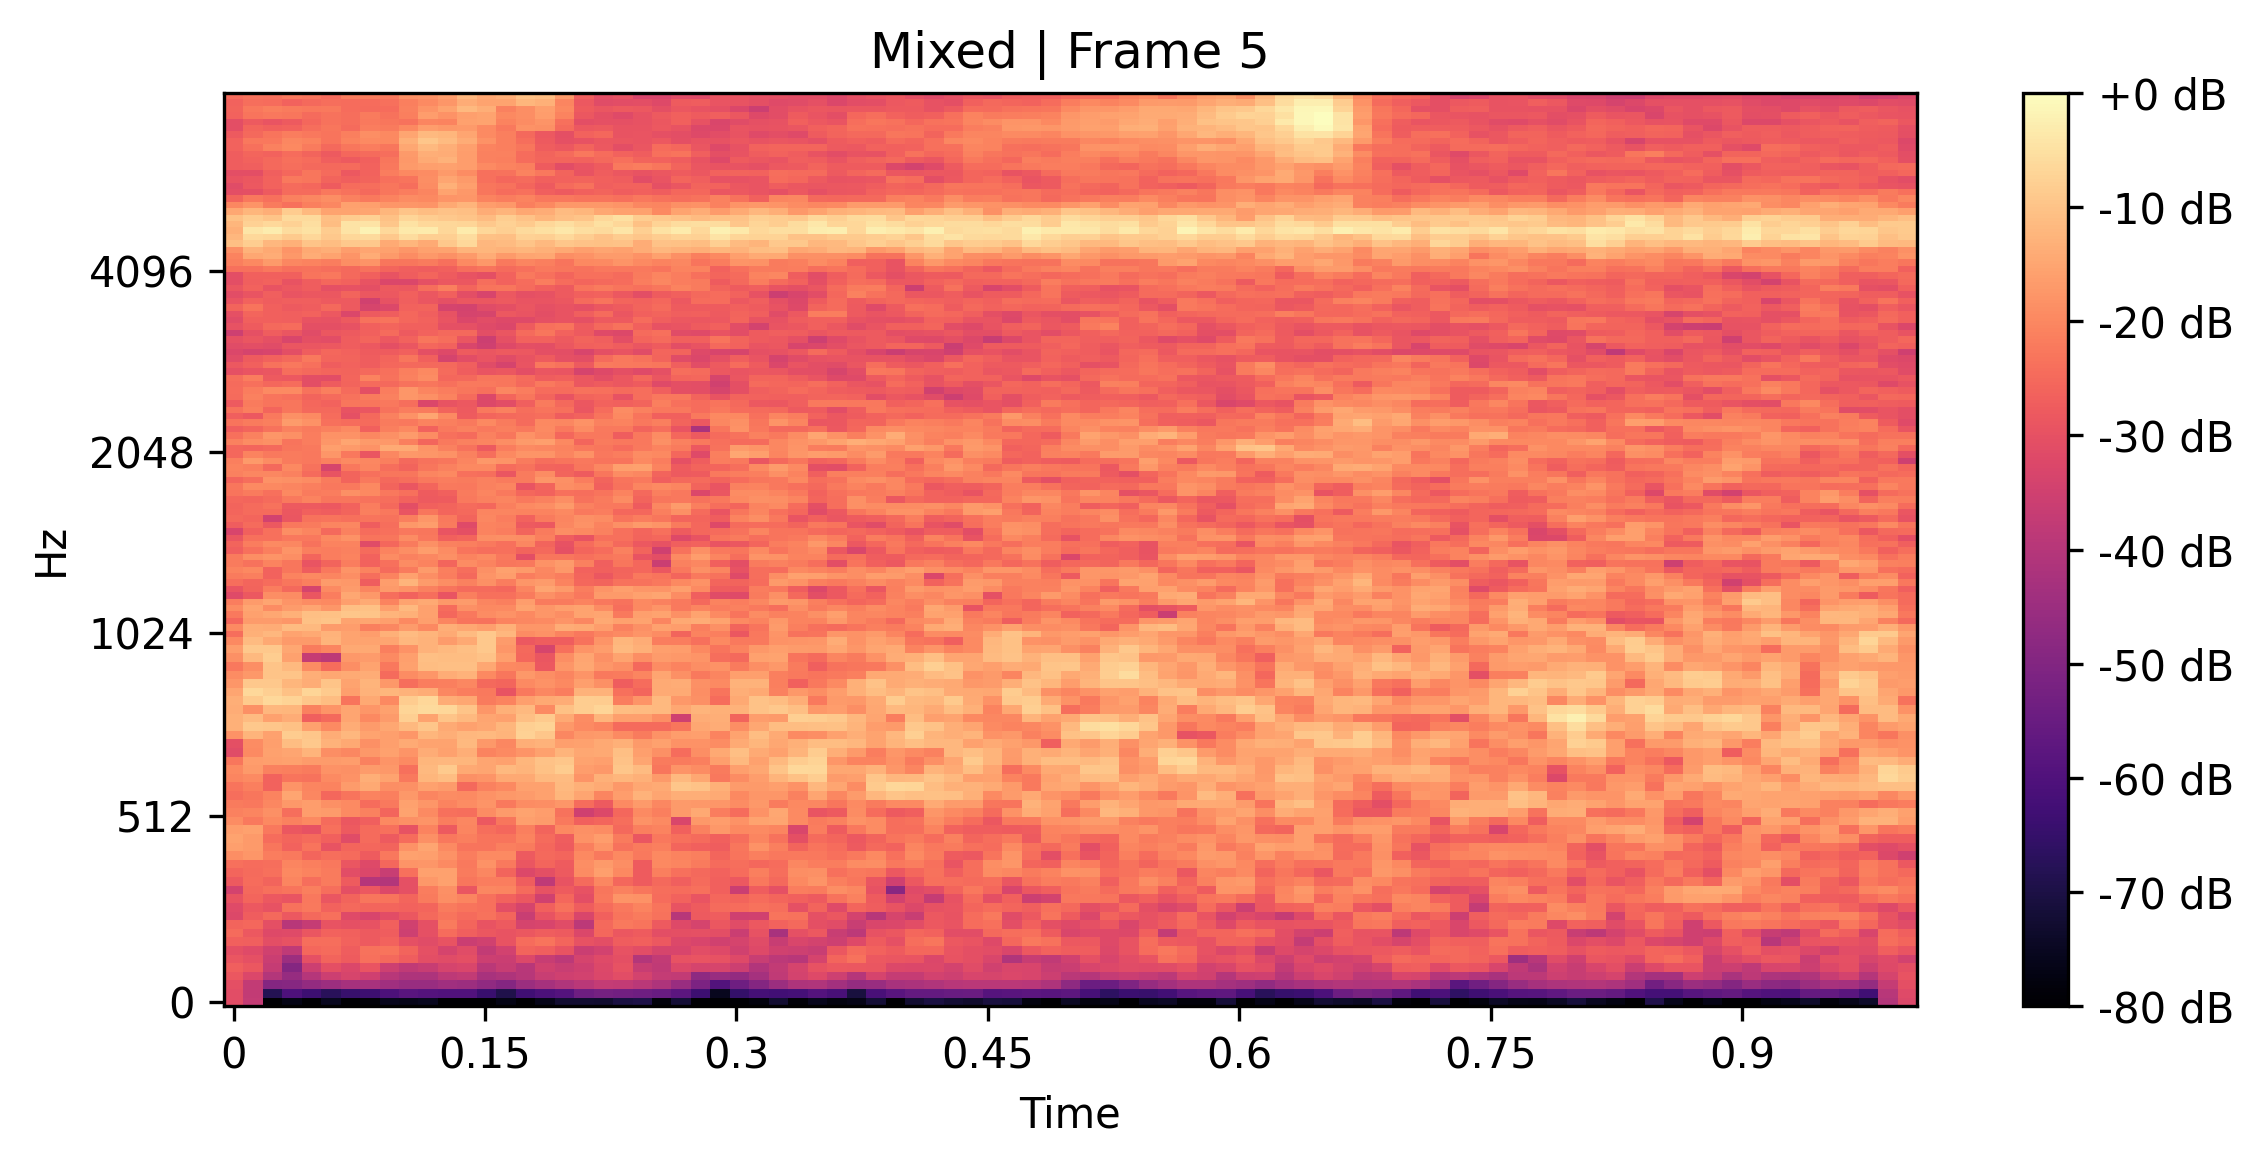 Mixed | Frame 5
+0 dB
-10 dB
-20 dB
-30 dB
-40 dB
-50 dB
-60 dB
-70 dB
-80 dB
Hz
4096
2048
1024
512
0
0 0.15 0.3 0.45 0.6 0.75 0.9
Time